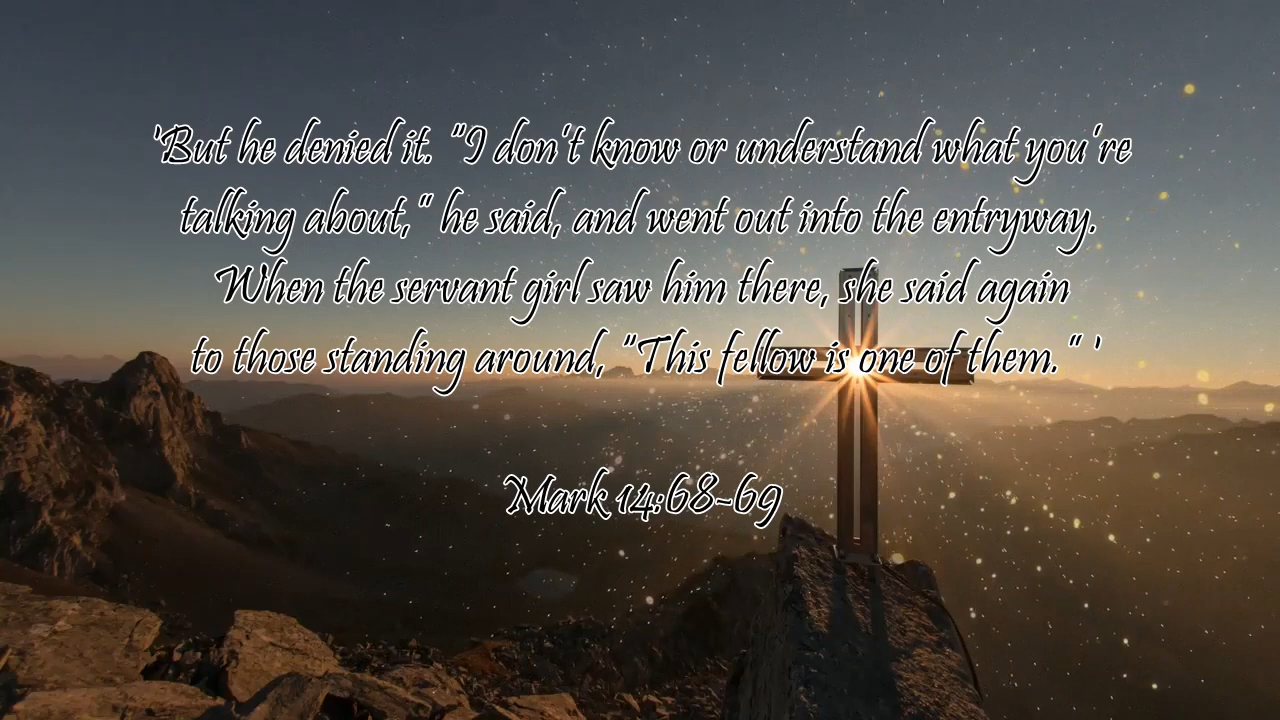 'But he denied it. "I don't know or understand what you're
talking about," he said, and went out into the entryway.
When the servant girl saw him there, she said again
to those standing around, "This fellow is one of them." '
Mark 14:68-69